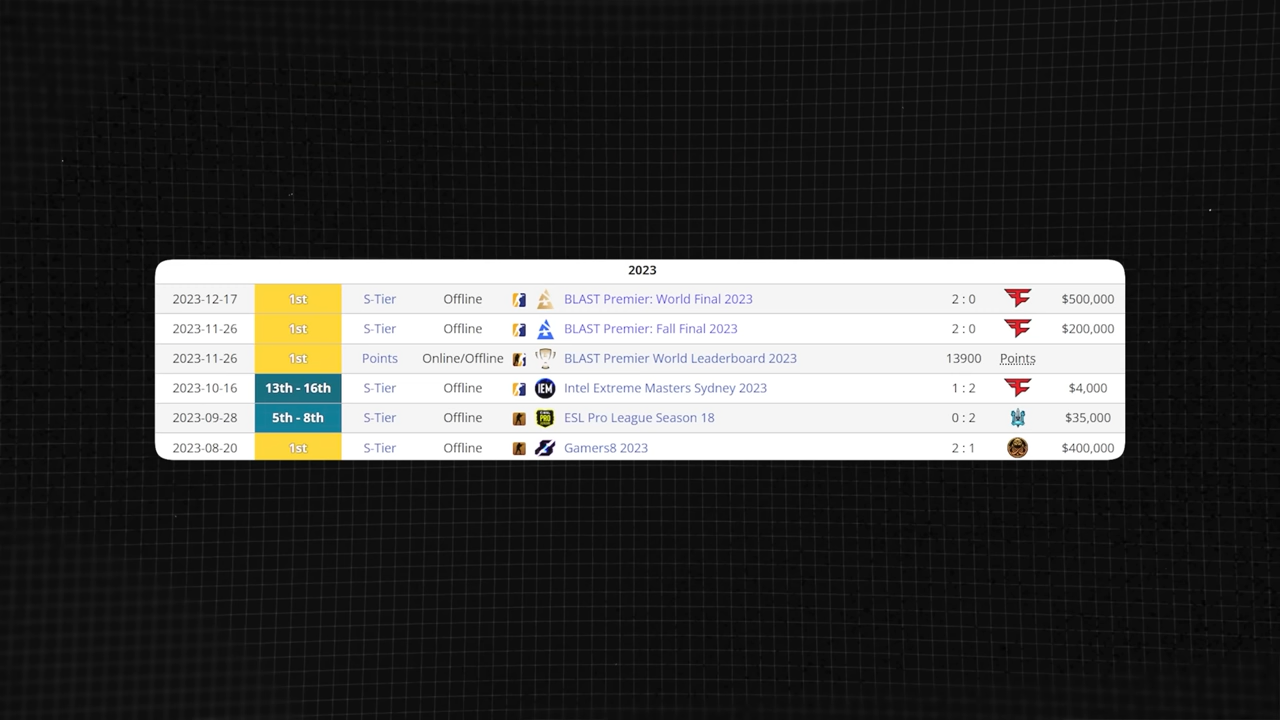 2023
2023-12-17 1st S-Tier Offline BLAST Premier: World Final 2023 2 : 0 $500,000
2023-11-26 1st S-Tier Offline BLAST Premier: Fall Final 2023 2 : 0 $200,000
2023-11-26 1st Points Online/Offline BLAST Premier World Leaderboard 2023 13900 Points
2023-10-16 13th - 16th S-Tier Offline IEM Intel Extreme Masters Sydney 2023 1 : 2 $4,000
2023-09-28 5th - 8th S-Tier Offline PRO ESL Pro League Season 18 0 : 2 $35,000
2023-08-20 1st S-Tier Offline Gamers8 2023 2 : 1 $400,000